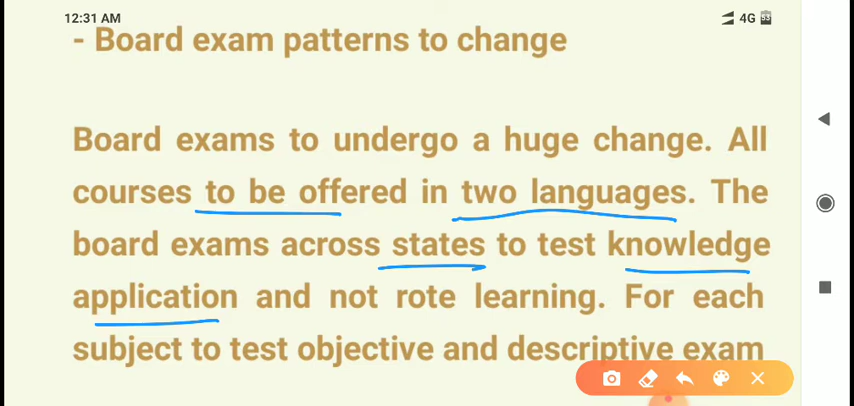 12:31 AM
4G 53
- Board exam patterns to change
Board exams to undergo a huge change. All
courses to be offered in two languages. The
board exams across states to test knowledge
application and not rote learning. For each
subject to test objective and descriptive exam